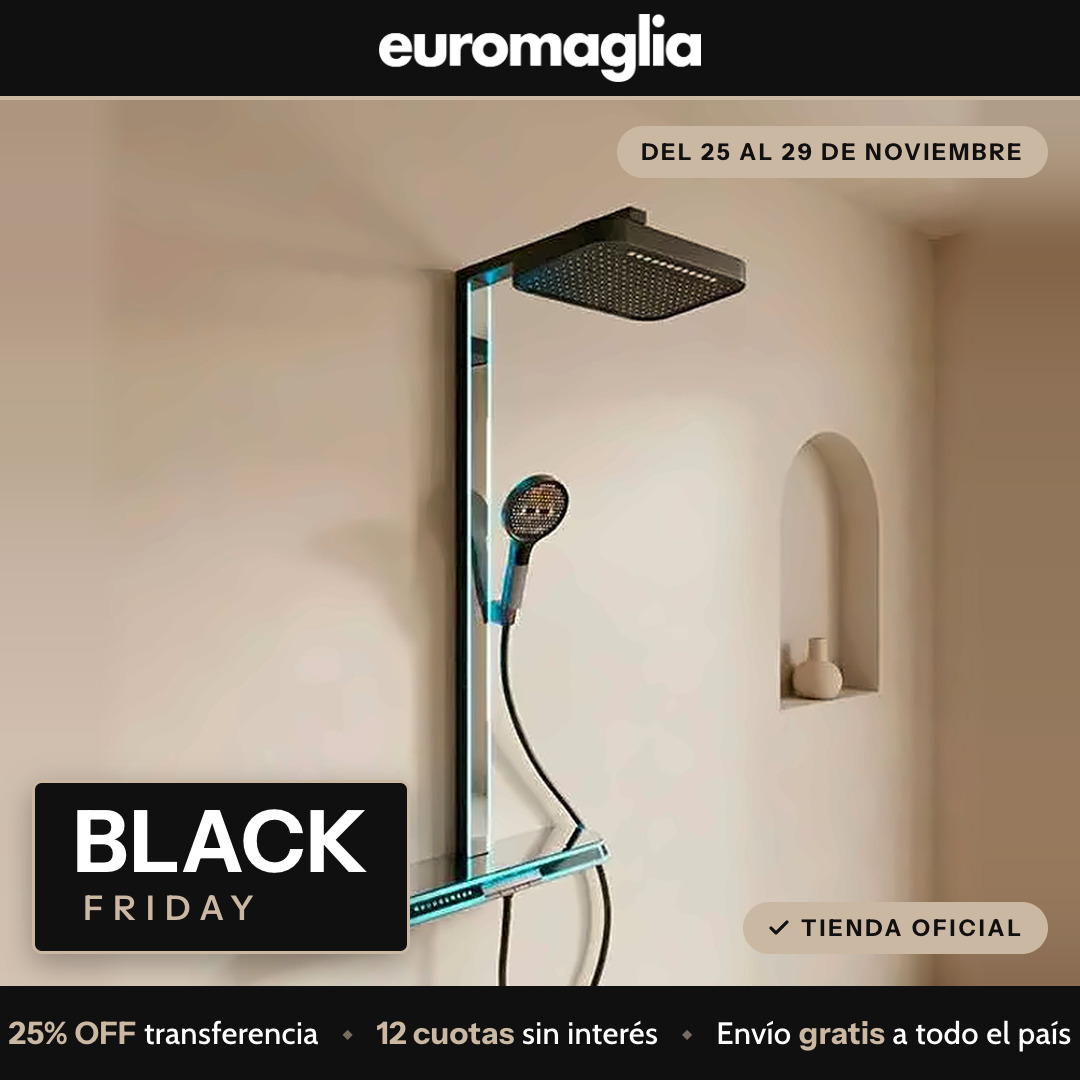 euromaglia
DEL 25 AL 29 DE NOVIEMBRE
BLACK
FRIDAY
✓ TIENDA OFICIAL
25% OFF transferencia ◆ 12 cuotas sin interés ◆ Envío gratis a todo el país